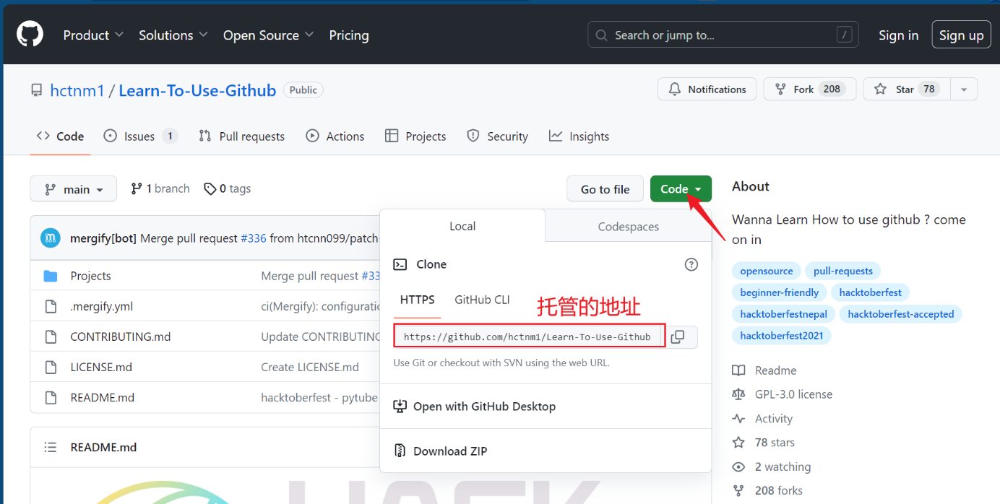 Product Solutions Open Source Pricing Search or jump to... / Sign in Sign up
hctnm1 / Learn-To-Use-Github Public Notifications Fork 208 Star 78
Code Issues 1 Pull requests Actions Projects Security Insights
main 1 branch 0 tags Go to file Code
mergify[bot] Merge pull request #336 from htcnn099/patch
Projects Merge pull request #33
.mergify.yml ci(Mergify): configuratio
CONTRIBUTING.md Update CONTRIBUTING
LICENSE.md Create LICENSE.md
README.md hacktoberfest - pytube
README.md
HACK
Local Codespaces
Clone
HTTPS GitHub CLI
托管的地址
https://github.com/hctnm1/Learn-To-Use-Github
Use Git or checkout with SVN using the web URL.
Open with GitHub Desktop
Download ZIP
About
Wanna Learn How to use github ? come
on in
opensource pull-requests
beginner-friendly hacktoberfest
hacktoberfestnepal hacktoberfest-accepted
hacktoberfest2021
Readme
GPL-3.0 license
Activity
78 stars
2 watching
208 forks